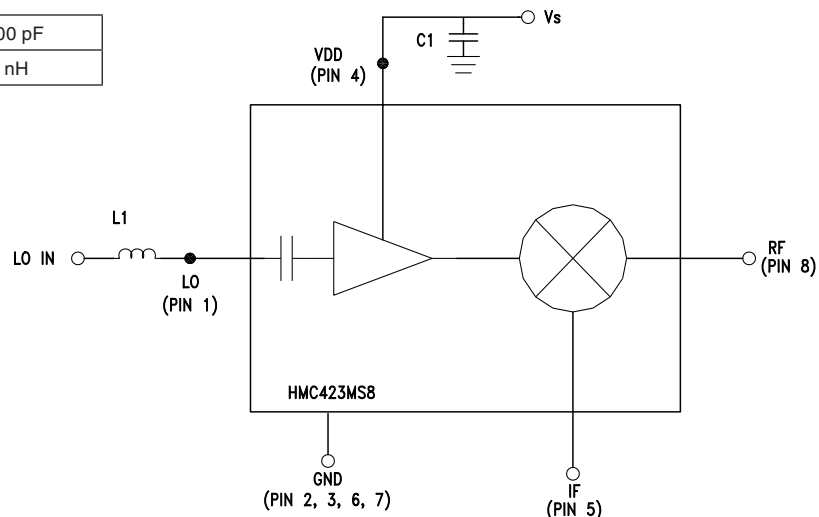 00 pF
nH
Vs
C1
VDD
(PIN 4)
L1
LO IN
LO
(PIN 1)
RF
(PIN 8)
HMC423MS8
GND
(PIN 2, 3, 6, 7)
IF
(PIN 5)